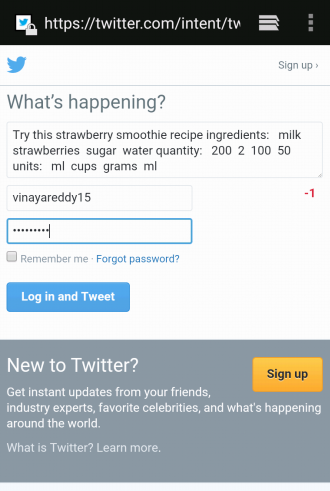 https://twitter.com/intent/tw
Sign up ›
What's happening?
Try this strawberry smoothie recipe ingredients: milk
strawberries sugar water quantity: 200 2 100 50
units: ml cups grams ml
vinayareddy15
-1
•••••••••
Remember me · Forgot password?
Log in and Tweet
New to Twitter?
Sign up
Get instant updates from your friends,
industry experts, favorite celebrities, and what's happening
around the world.
What is Twitter? Learn more.